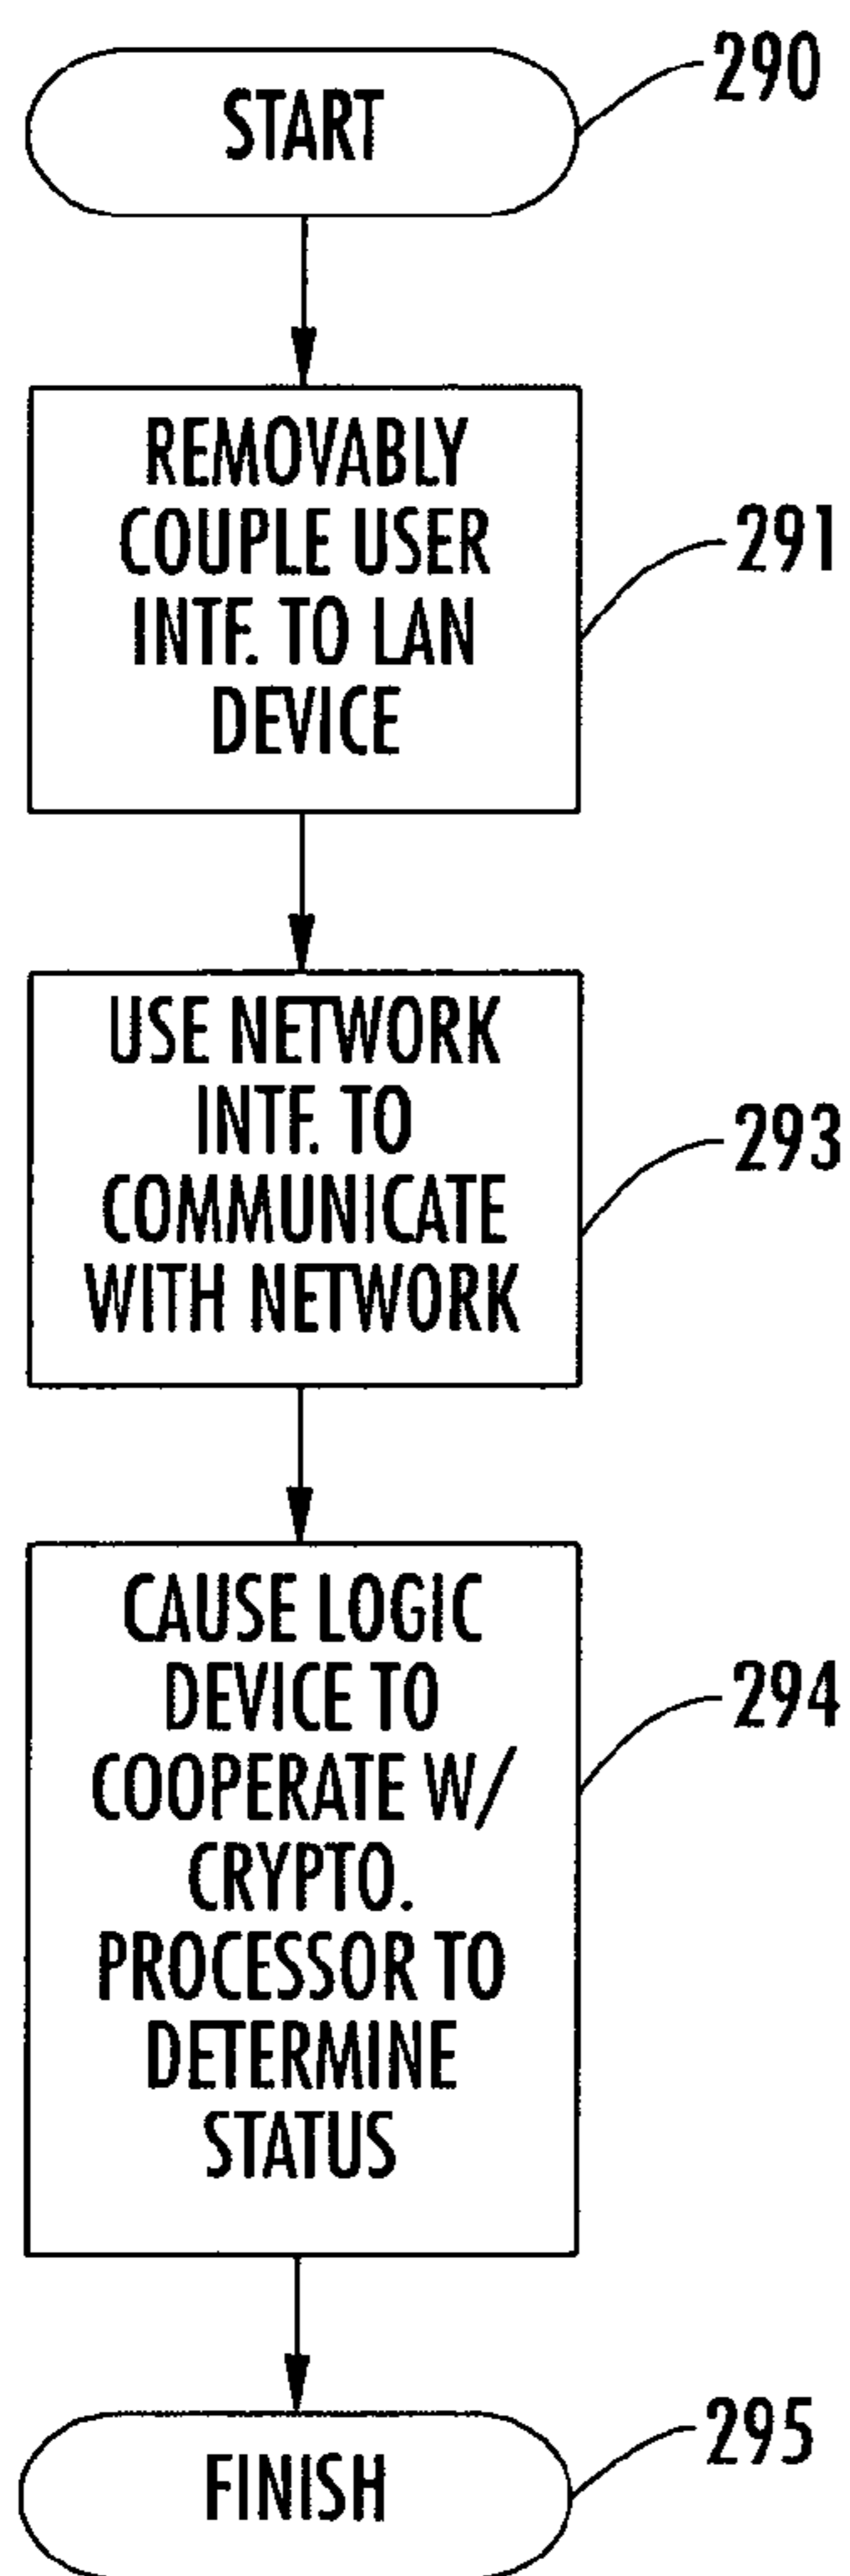 START
290
REMOVABLY
COUPLE USER
INTF. TO LAN
DEVICE
291
USE NETWORK
INTF. TO
COMMUNICATE
WITH NETWORK
293
CAUSE LOGIC
DEVICE TO
COOPERATE W/
CRYPTO.
PROCESSOR TO
DETERMINE
STATUS
294
FINISH
295